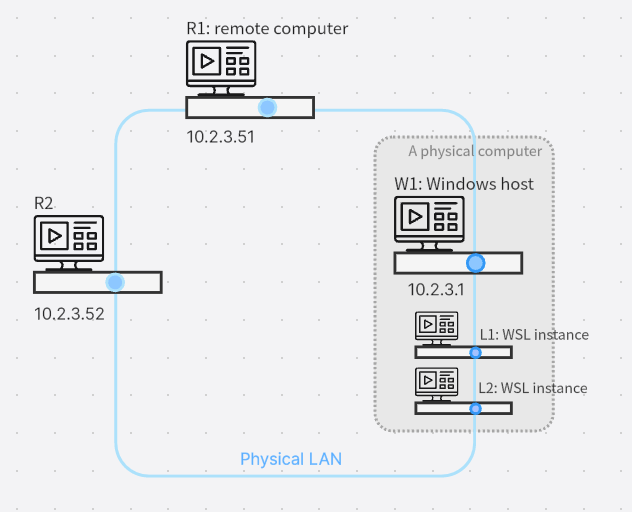 R1: remote computer
10.2.3.51
A physical computer
W1: Windows host
R2
10.2.3.1
10.2.3.52
L1: WSL instance
L2: WSL instance
Physical LAN